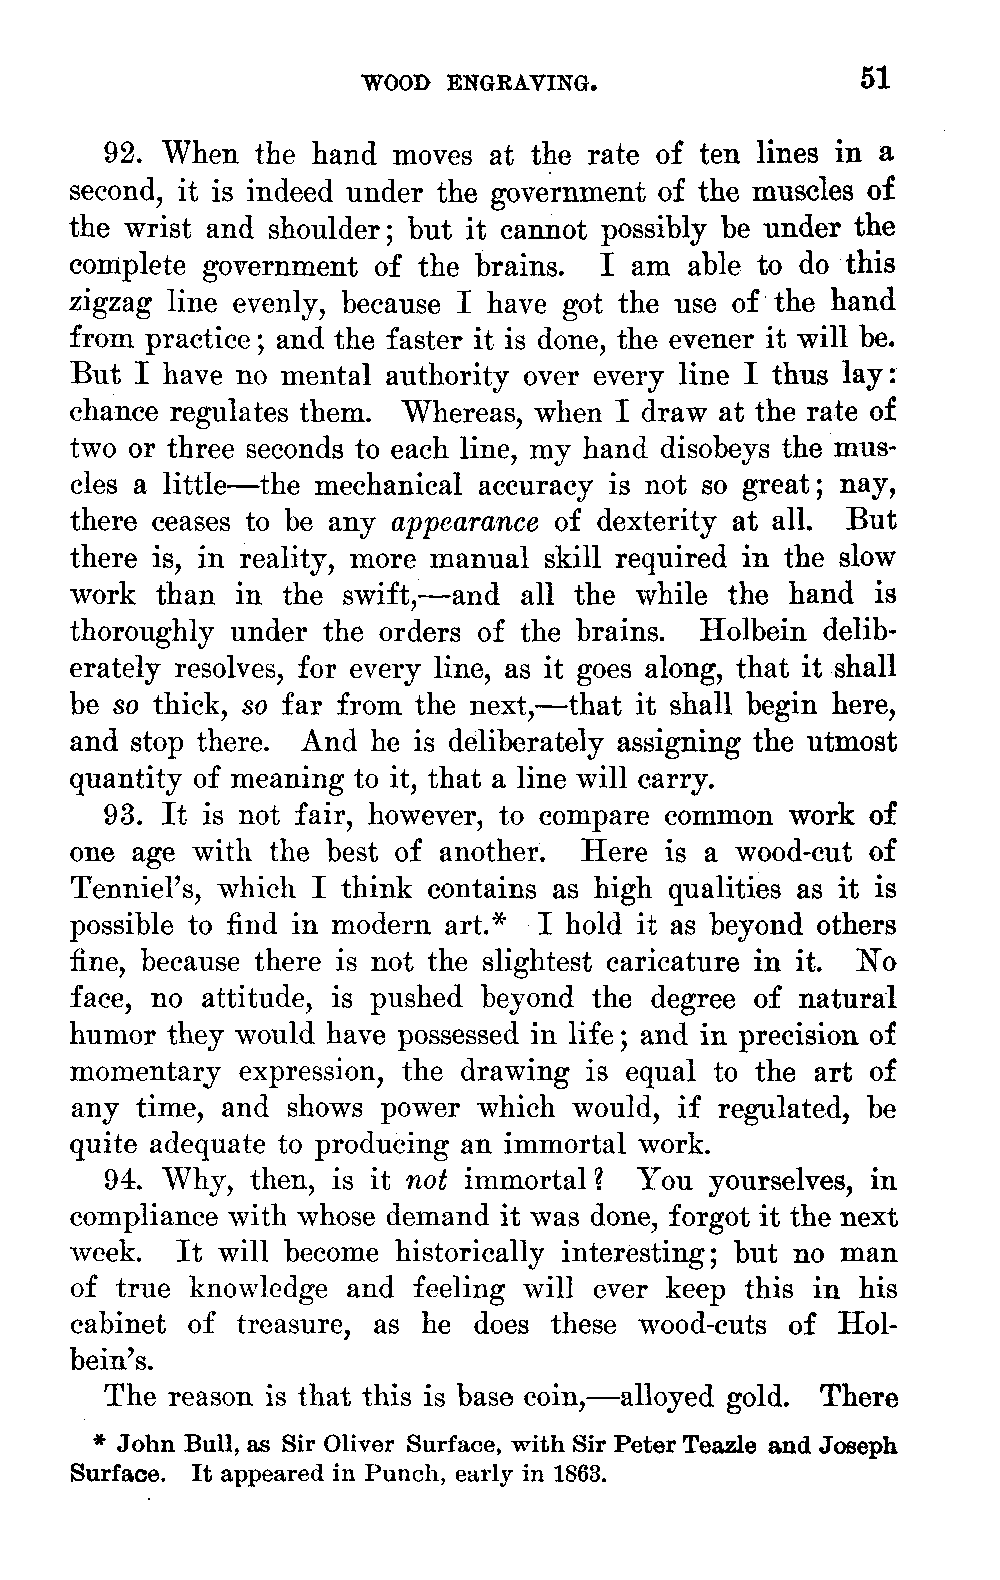 WOOD ENGRAVING. 51
92. When the hand moves at the rate of ten lines in a
second, it is indeed under the government of the muscles of
the wrist and shoulder; but it cannot possibly be under the
complete government of the brains. I am able to do this
zigzag line evenly, because I have got the use of the hand
from practice; and the faster it is done, the evener it will be.
But I have no mental authority over every line I thus lay:
chance regulates them. Whereas, when I draw at the rate of
two or three seconds to each line, my hand disobeys the mus-
cles a little—the mechanical accuracy is not so great; nay,
there ceases to be any appearance of dexterity at all. But
there is, in reality, more manual skill required in the slow
work than in the swift,—and all the while the hand is
thoroughly under the orders of the brains. Holbein delib-
erately resolves, for every line, as it goes along, that it shall
be so thick, so far from the next,—that it shall begin here,
and stop there. And he is deliberately assigning the utmost
quantity of meaning to it, that a line will carry.
93. It is not fair, however, to compare common work of
one age with the best of another. Here is a wood-cut of
Tenniel's, which I think contains as high qualities as it is
possible to find in modern art.* I hold it as beyond others
fine, because there is not the slightest caricature in it. No
face, no attitude, is pushed beyond the degree of natural
humor they would have possessed in life; and in precision of
momentary expression, the drawing is equal to the art of
any time, and shows power which would, if regulated, be
quite adequate to producing an immortal work.
94. Why, then, is it not immortal? You yourselves, in
compliance with whose demand it was done, forgot it the next
week. It will become historically interesting; but no man
of true knowledge and feeling will ever keep this in his
cabinet of treasure, as he does these wood-cuts of Hol-
bein's.
The reason is that this is base coin,—alloyed gold. There
* John Bull, as Sir Oliver Surface, with Sir Peter Teazle and Joseph
Surface. It appeared in Punch, early in 1863.